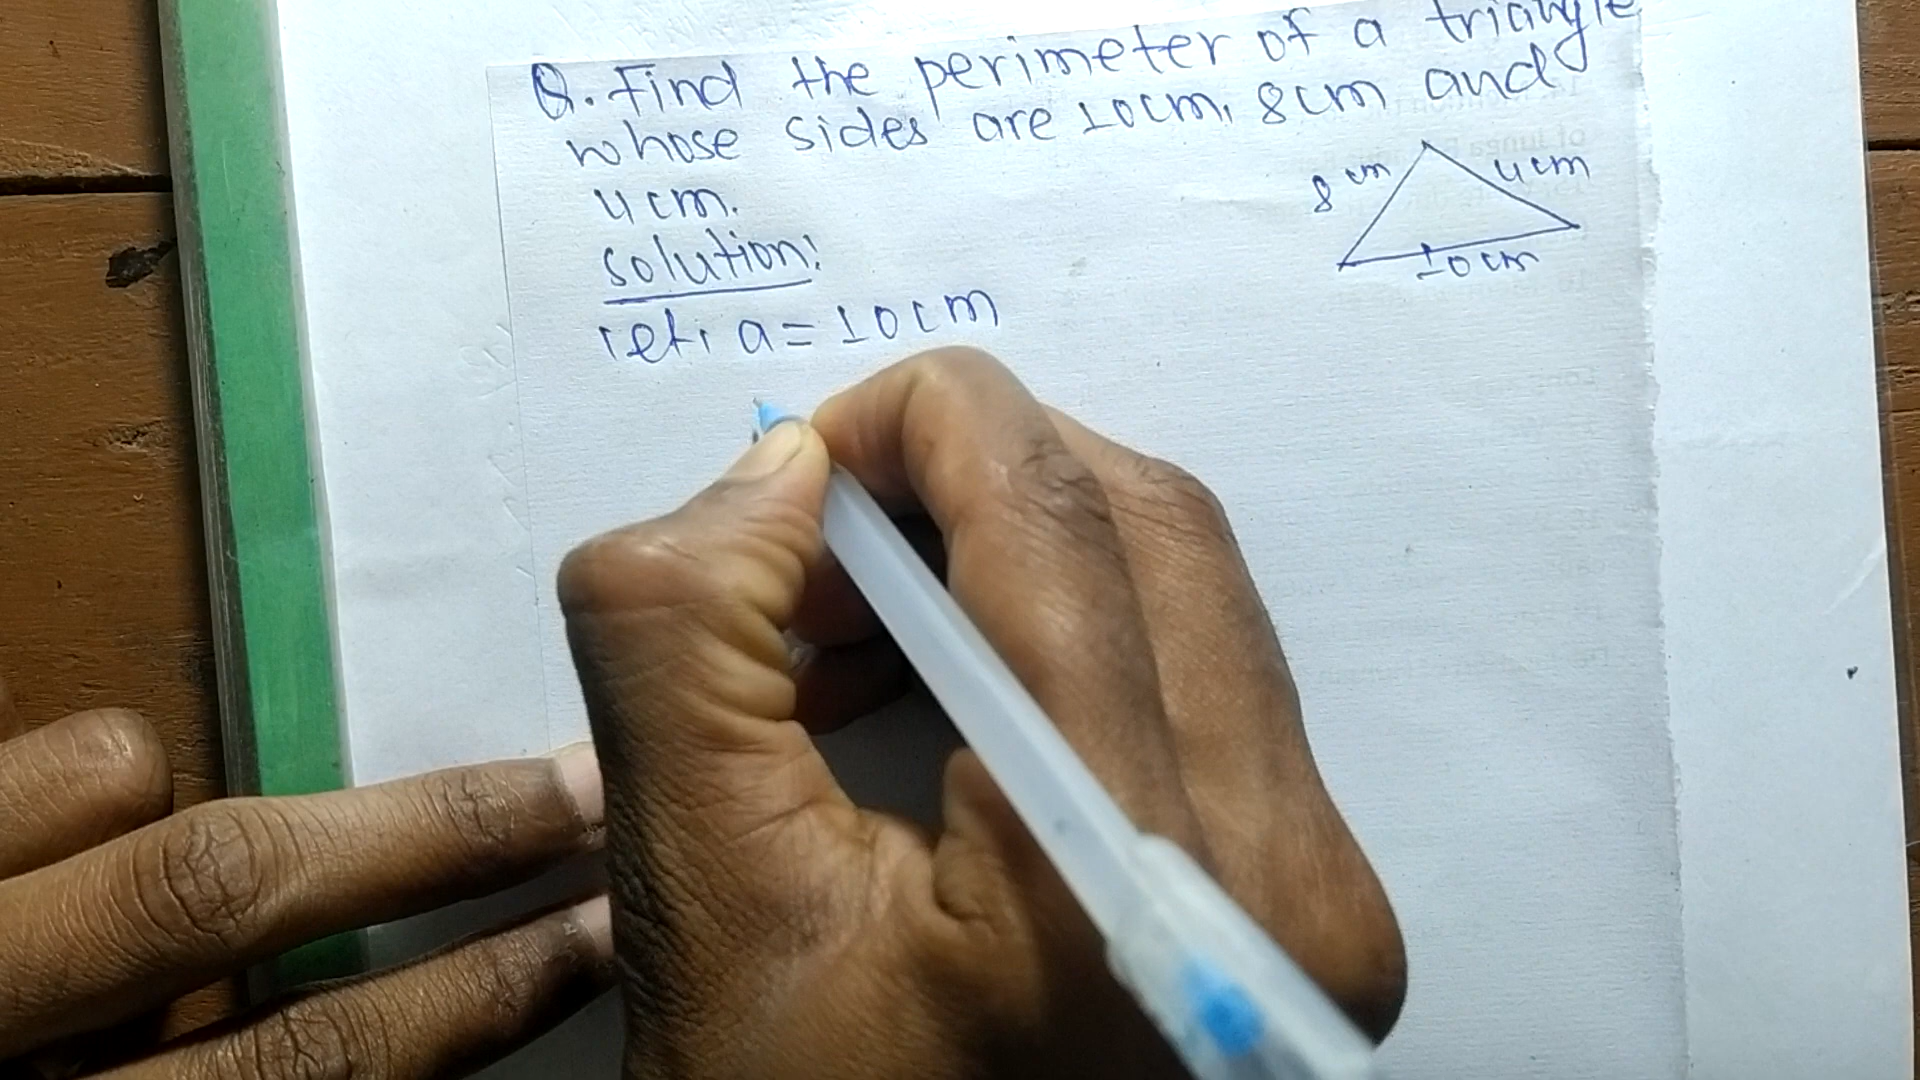 Q. Find the perimeter of a triangle
whose sides are 10cm, 8cm and
4cm.
solution:
let, a = 10cm
8 cm
4cm
10cm